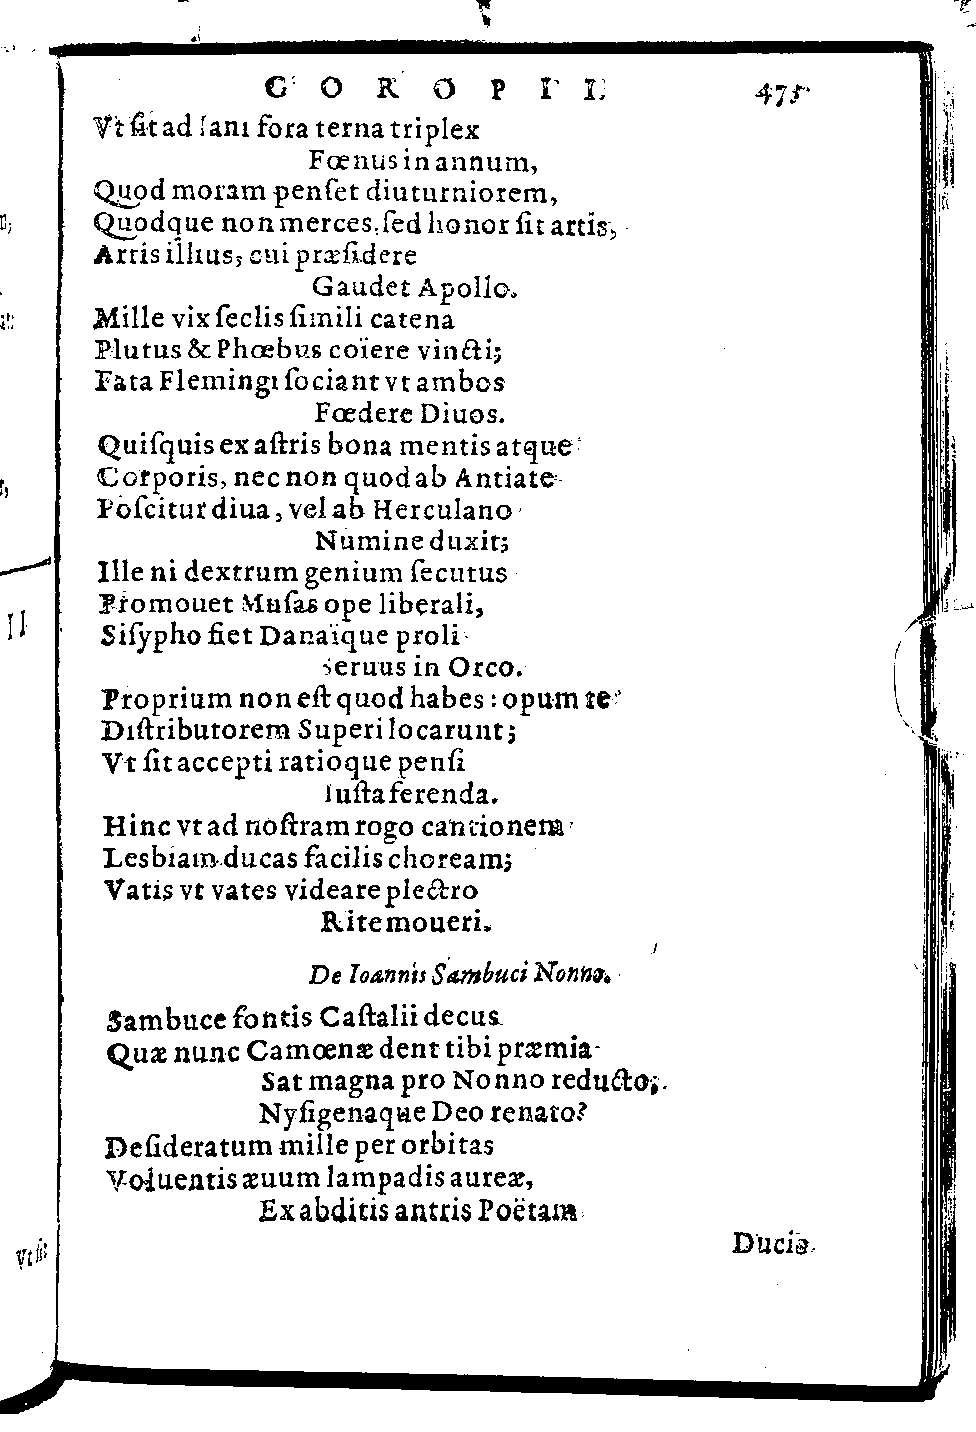 GOROPII. 475
Vt ſit ad Iani fora terna triplex
Fœnus in annum,
Quod moram penſet diuturniorem,
Quodque non merces, ſed honor ſit artis,
Artis illius, cui præſidere
Gaudet Apollo.
Mille vix ſeclis ſimili catena
Plutus & Phœbus coïere vincti;
Fata Flemingi ſociant vt ambos
Fœdere Diuos.
Quiſquis ex aſtris bona mentis atque
Corporis, nec non quod ab Antiate
Poſcitur diua, vel ab Herculano
Numine duxit;
Ille ni dextrum genium ſecutus
Promouet Muſas ope liberali,
Siſypho fiet Danaïque proli
Seruus in Orco.
Proprium non eſt quod habes: opum te
Diſtributorem Superi locarunt;
Vt ſit accepti ratioque penſi
Iuſta ferenda.
Hinc vt ad noſtram rogo cantionem
Lesbiam ducas facilis choream;
Vatis vt vates videare plectro
Rite moueri.
De Ioannis Sambuci Nonno.
Sambuce fontis Caſtalii decus
Quæ nunc Camœnæ dent tibi præmia
Sat magna pro Nonno reducto,
Nyſigenaque Deo renato?
Deſideratum mille per orbitas
Voluentis æuum lampadis aureæ,
Ex abditis antris Poëtam
Ducis